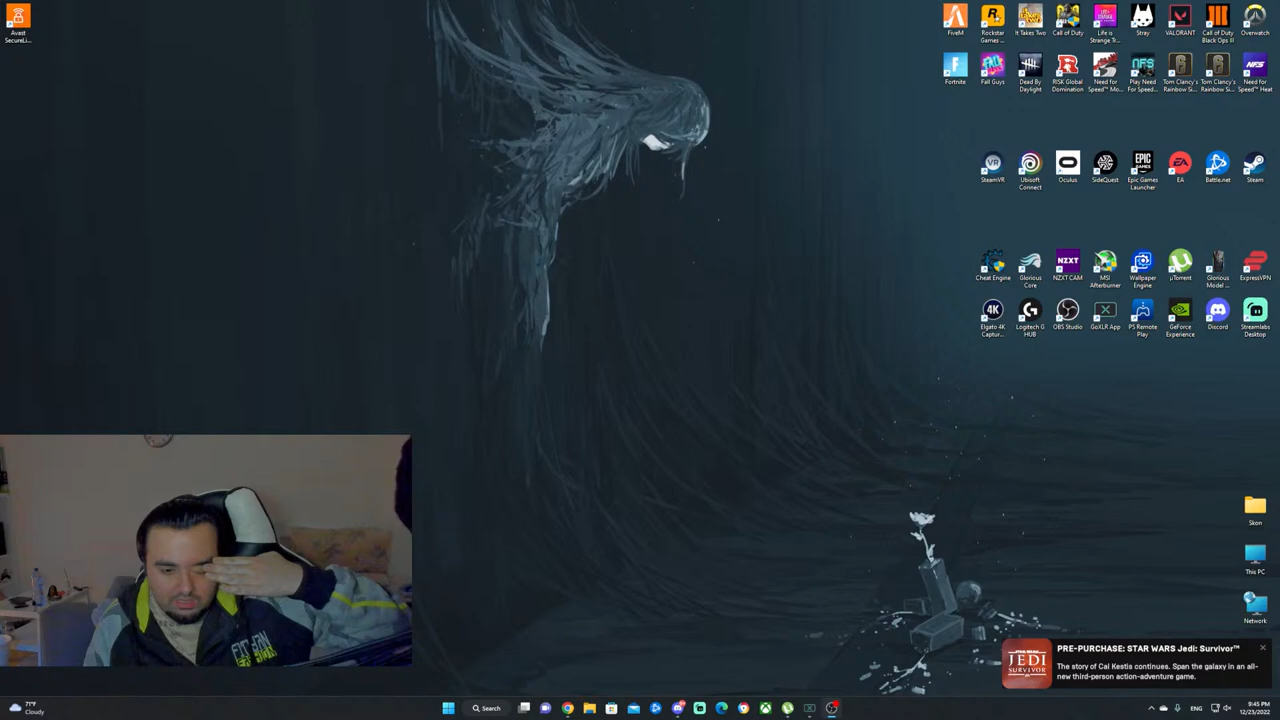 Avast
SecureLi...
FiveM
Rockstar
Games ...
It Takes Two
Call of Duty
Life is
Strange Tr...
Stray
VALORANT
Call of Duty
Black Ops III
Overwatch
Fortnite
Fall Guys
Dead By
Daylight
RISK Global
Domination
Need for
Speed™ Mo...
Play Need
For Speed...
Tom Clancy's
Rainbow Si...
Tom Clancy's
Rainbow Si...
Need for
Speed™ Heat
SteamVR
Ubisoft
Connect
Oculus
SideQuest
Epic Games
Launcher
EA
Battle.net
Steam
Cheat Engine
Glorious
Core
NZXT CAM
MSI
Afterburner
Wallpaper
Engine
µTorrent
Glorious
Model ...
ExpressVPN
Elgato 4K
Captur...
Logitech G
HUB
OBS Studio
GoXLR App
PS Remote
Play
GeForce
Experience
Discord
Streamlabs
Desktop
Skon
This PC
Network
JEDI
SURVIVOR
PRE-PURCHASE: STAR WARS Jedi: Survivor™
The story of Cal Kestis continues. Span the galaxy in an all-
new third-person action-adventure game.
71°F
Cloudy
Search
ENG
9:45 PM
12/23/2022